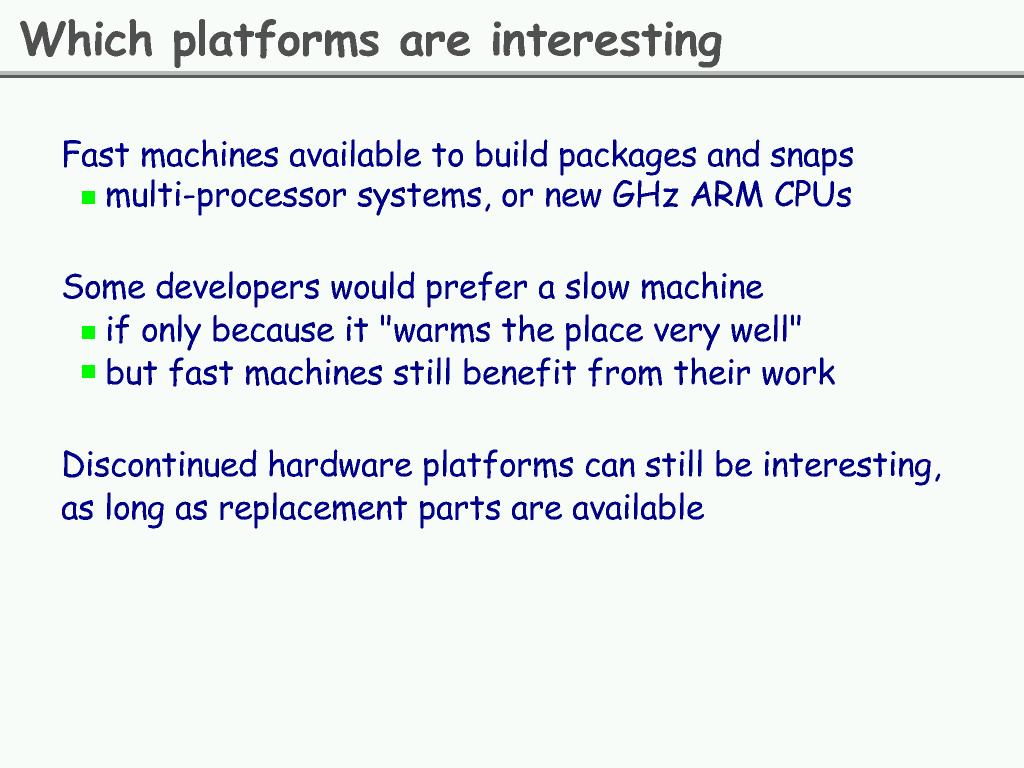 Which platforms are interesting
Fast machines available to build packages and snaps
multi-processor systems, or new GHz ARM CPUs
Some developers would prefer a slow machine
if only because it "warms the place very well"
but fast machines still benefit from their work
Discontinued hardware platforms can still be interesting,
as long as replacement parts are available